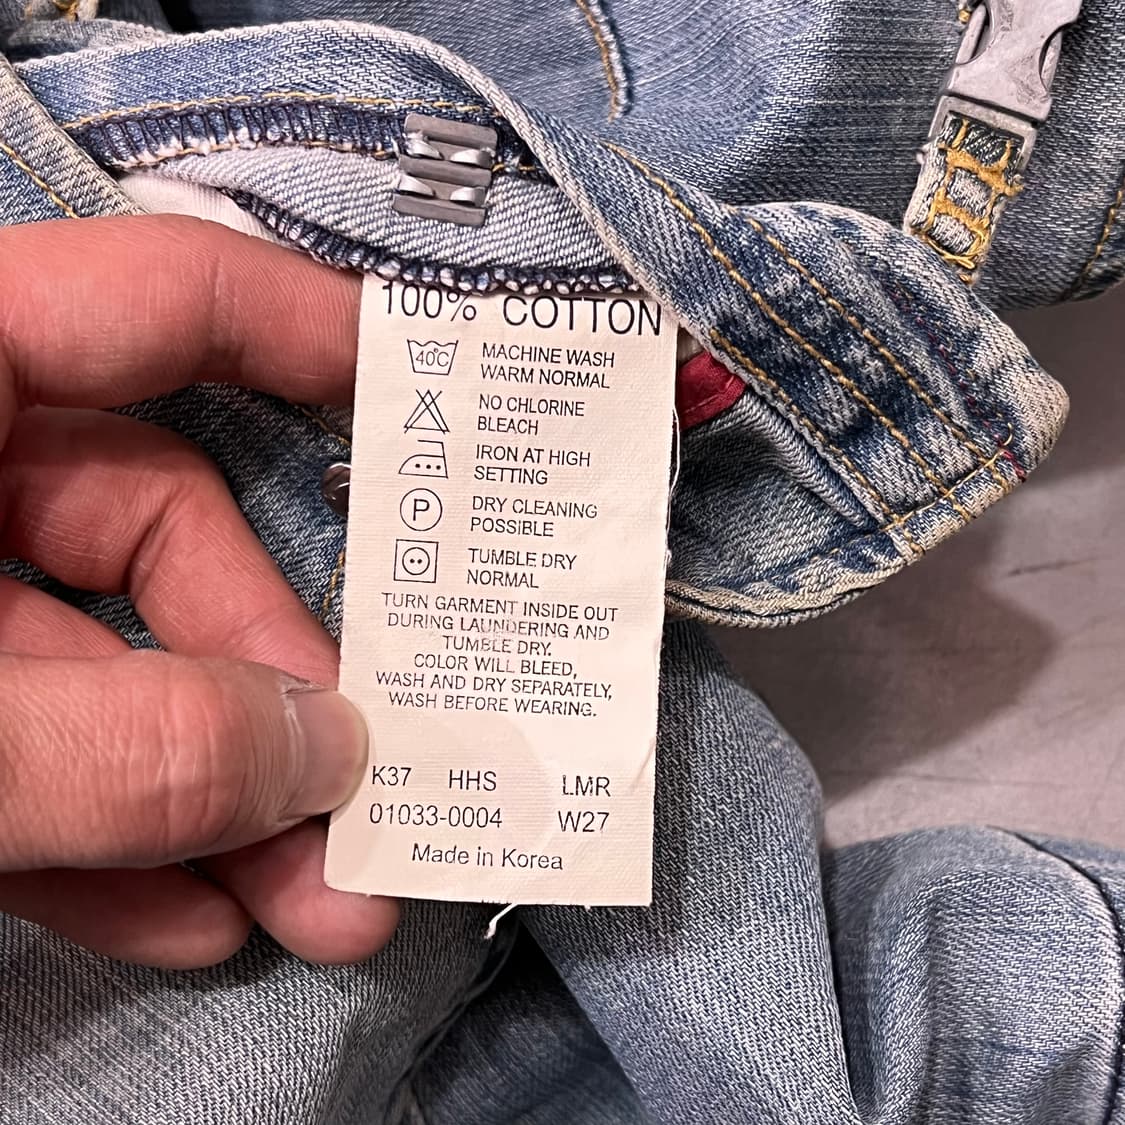 100% COTTON
40°C
MACHINE WASH
WARM NORMAL
NO CHLORINE
BLEACH
IRON AT HIGH
SETTING
P
DRY CLEANING
POSSIBLE
TUMBLE DRY
NORMAL
TURN GARMENT INSIDE OUT
DURING LAUNDERING AND
TUMBLE DRY.
COLOR WILL BLEED,
WASH AND DRY SEPARATELY,
WASH BEFORE WEARING.
K37 HHS LMR
01033-0004 W27
Made in Korea